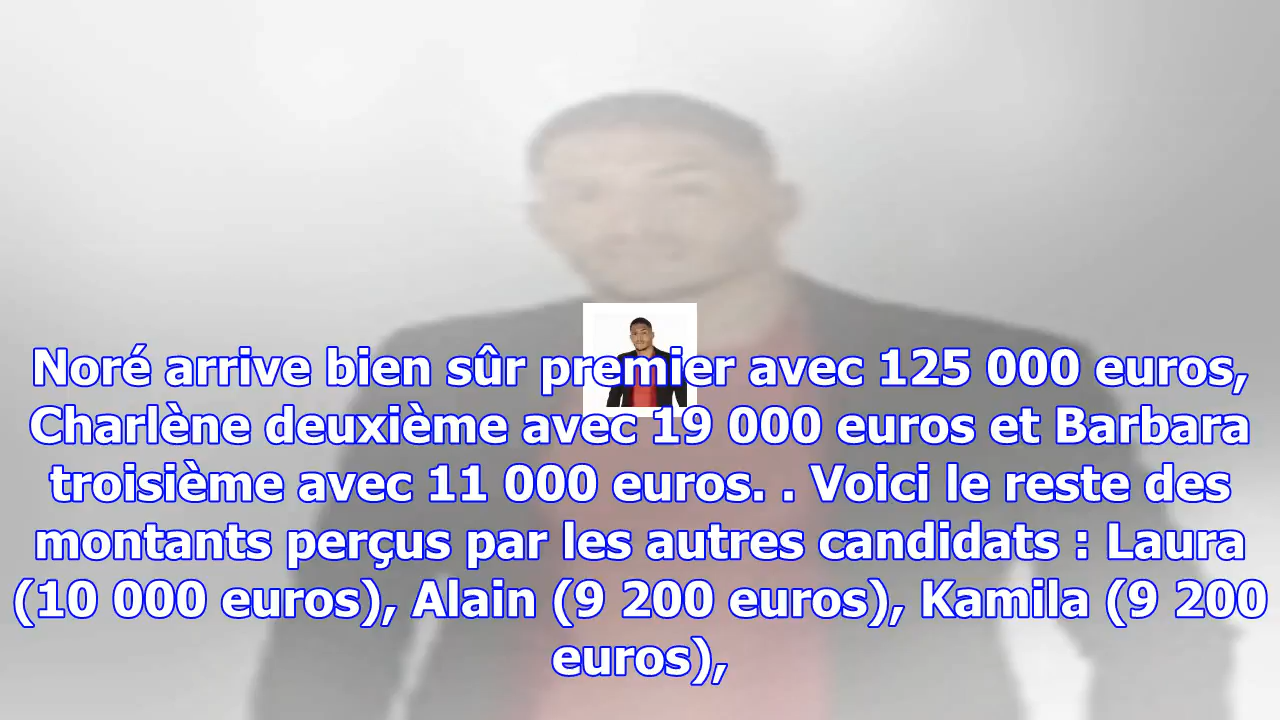 Noré arrive bien sûr premier avec 125 000 euros,
Charlène deuxième avec 19 000 euros et Barbara
troisième avec 11 000 euros. . Voici le reste des
montants perçus par les autres candidats : Laura
(10 000 euros), Alain (9 200 euros), Kamila (9 200
euros),